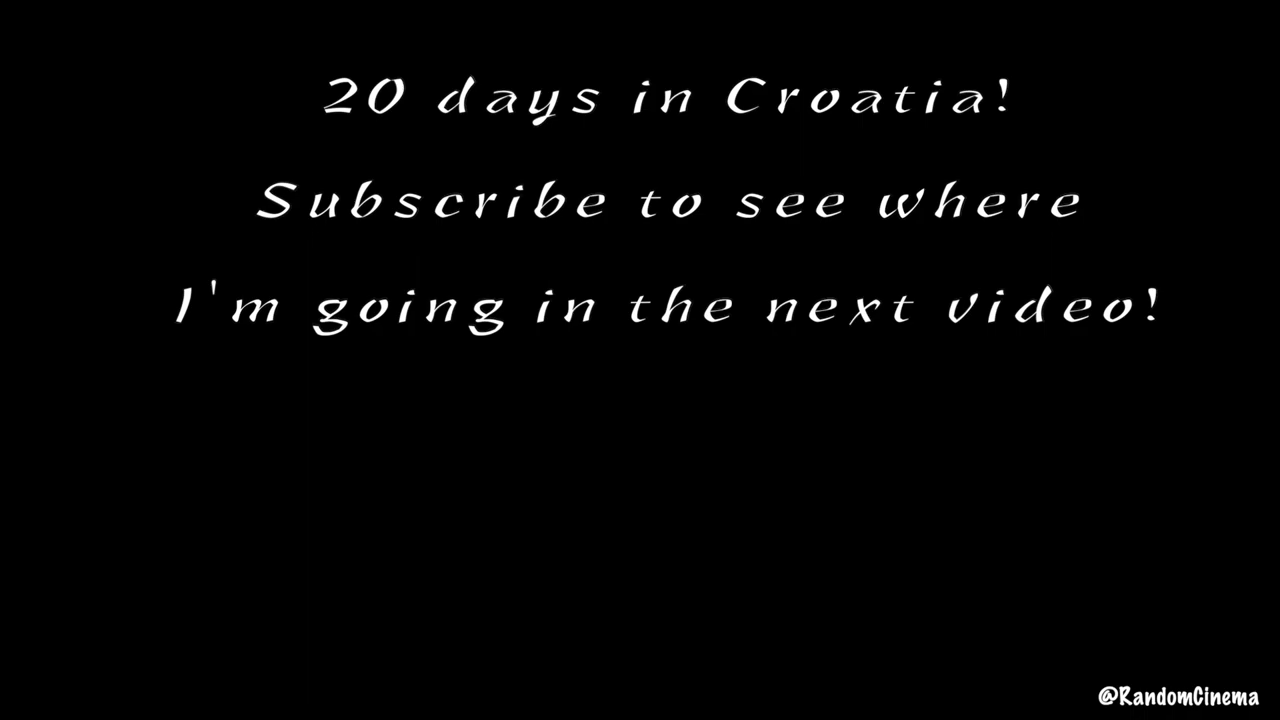 20 days in Croatia!
Subscribe to see where
I'm going in the next video!
@RandomCinema